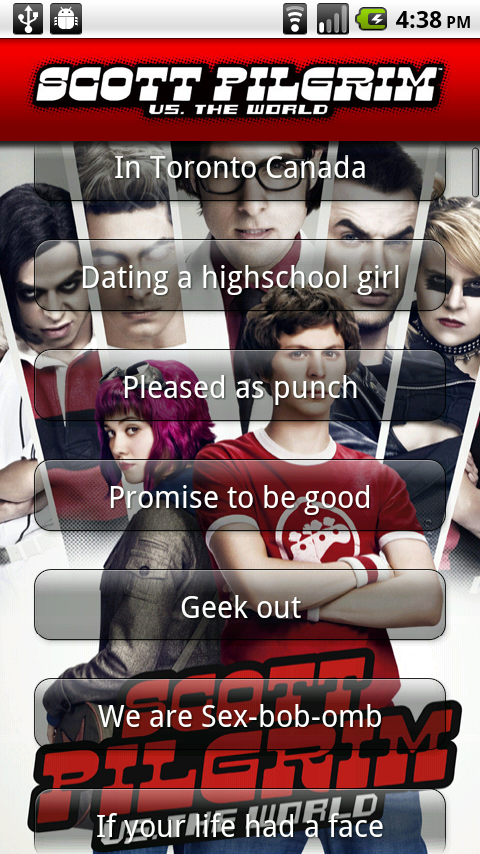 4:38 PM
SCOTT PILGRIM
VS. THE WORLD
In Toronto Canada
Dating a highschool girl
Pleased as punch
Promise to be good
Geek out
We are Sex-bob-omb
If your life had a face
SCOTT
PILGRIM
VS. THE WORLD